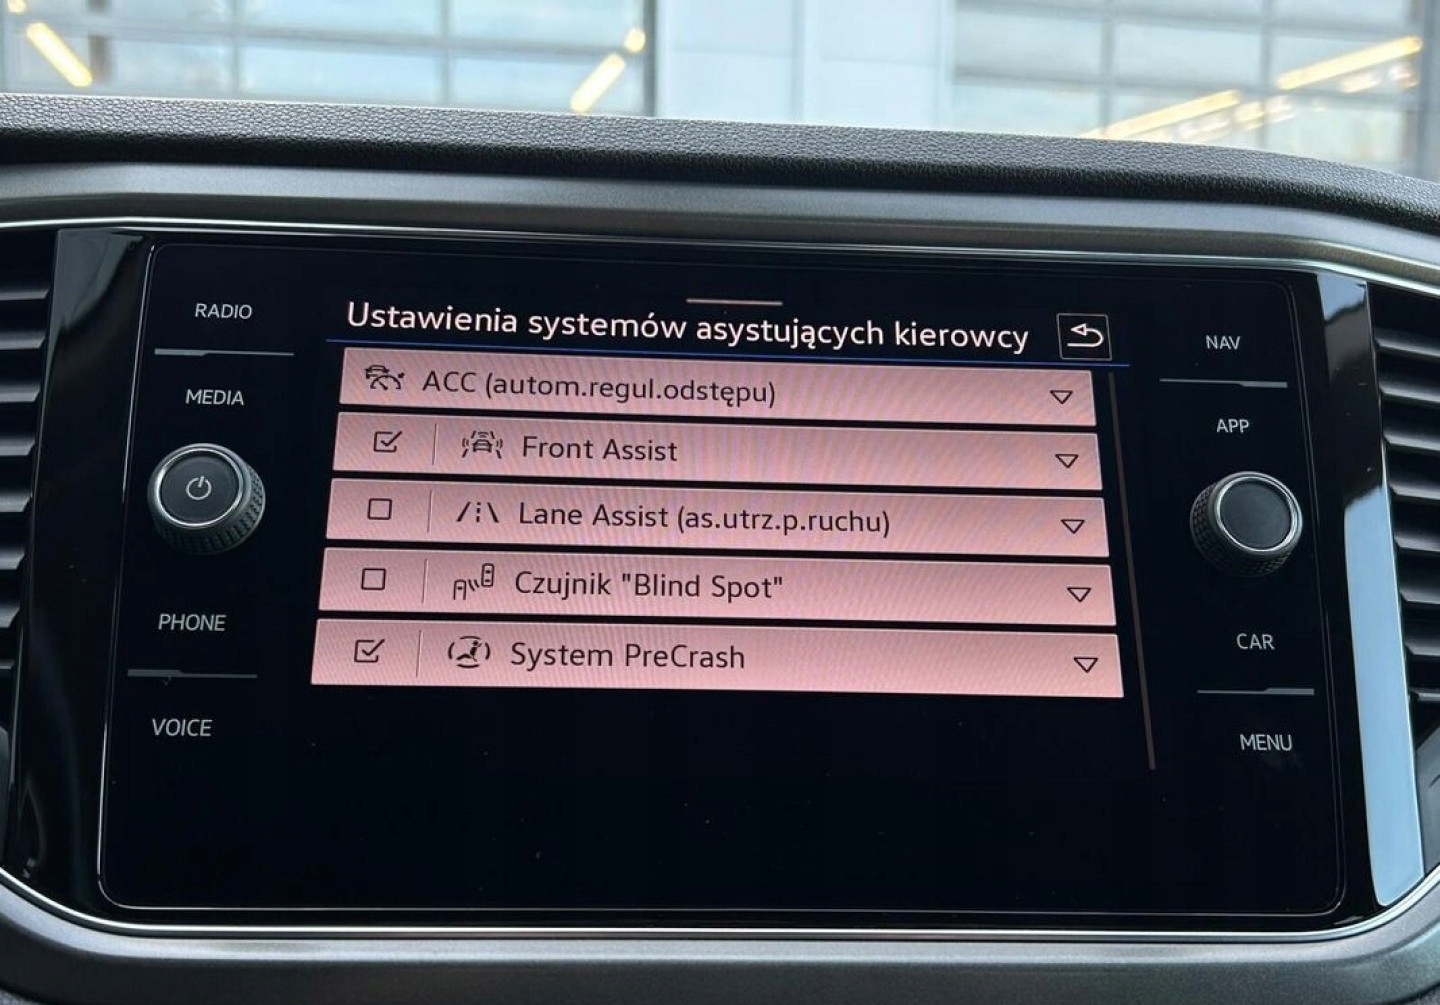 RADIO
MEDIA
PHONE
VOICE
Ustawienia systemów asystujących kierowcy
ACC (autom.regul.odstępu)
Front Assist
Lane Assist (as.utrz.p.ruchu)
Czujnik "Blind Spot"
System PreCrash
NAV
APP
CAR
MENU